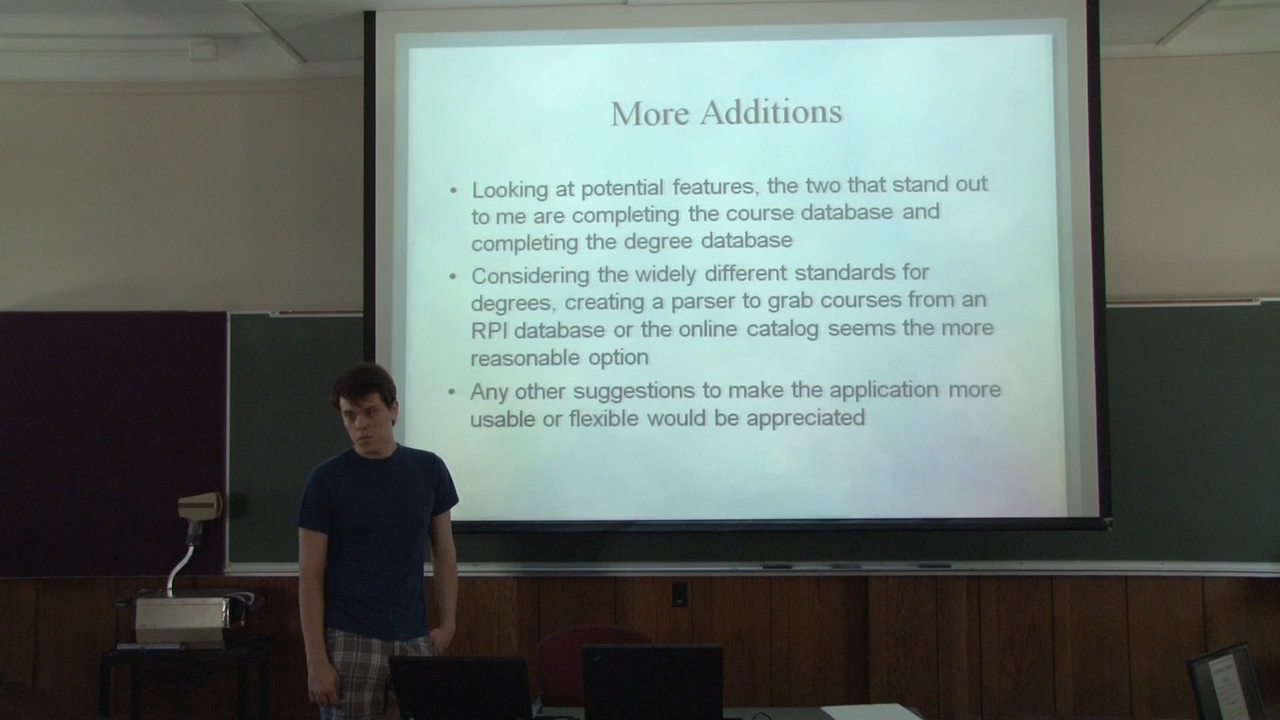 More Additions
• Looking at potential features, the two that stand out
to me are completing the course database and
completing the degree database
• Considering the widely different standards for
degrees, creating a parser to grab courses from an
RPI database or the online catalog seems the more
reasonable option
• Any other suggestions to make the application more
usable or flexible would be appreciated